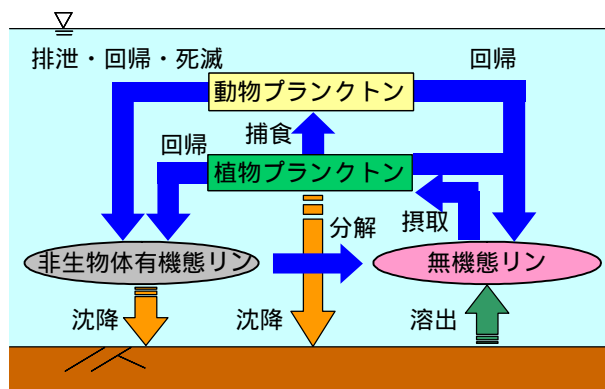 排泄・回帰・死滅
回帰
動物プランクトン
捕食
回帰
植物プランクトン
分解
摂取
非生物体有機態リン
無機態リン
沈降
沈降
溶出